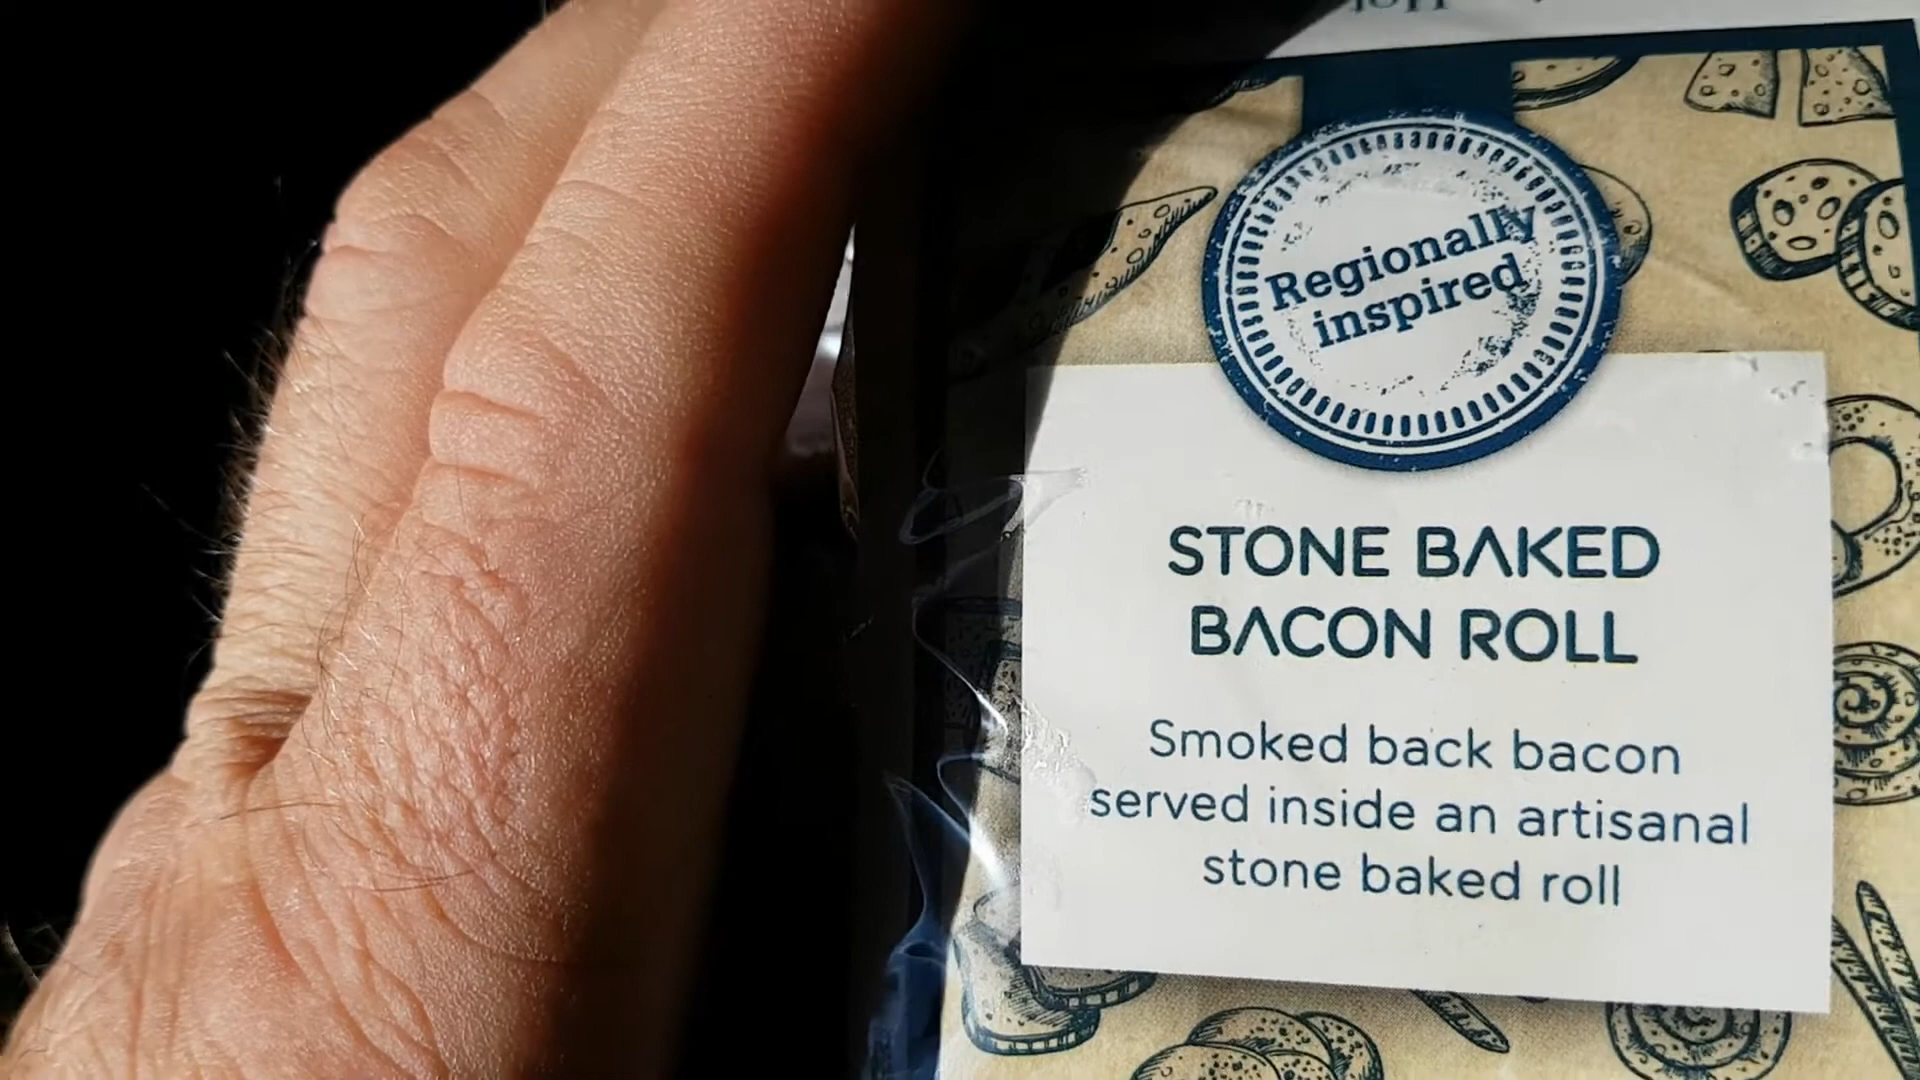 Regionally
inspired
STONE BAKED
BACON ROLL
Smoked back bacon
served inside an artisanal
stone baked roll